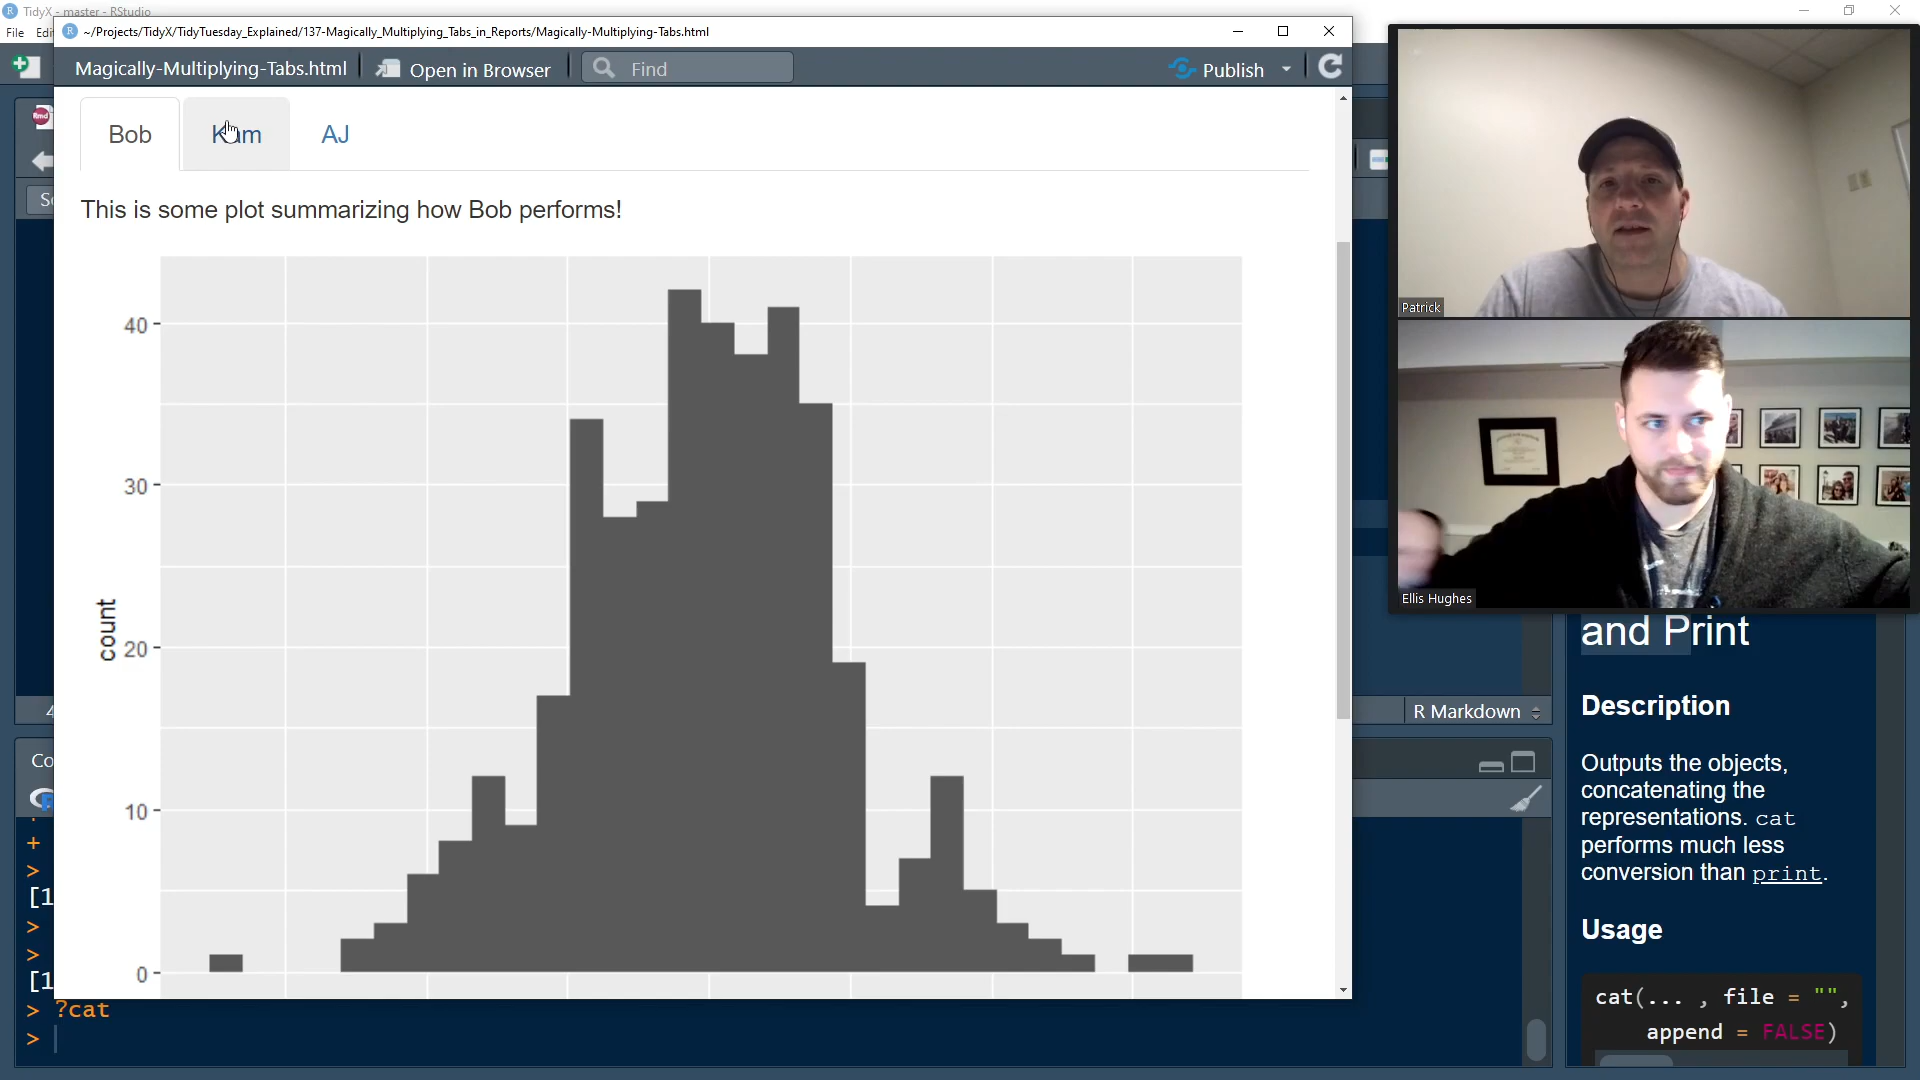 TidyX - master - RStudio
~/Projects/TidyX/TidyTuesday_Explained/137-Magically_Multiplying_Tabs_in_Reports/Magically-Multiplying-Tabs.html
File
Magically-Multiplying-Tabs.html
Open in Browser
Find
Publish
Bob
Kam
AJ
This is some plot summarizing how Bob performs!
40
30
20
10
0
count
Patrick
Ellis Hughes
R Markdown
and Print
Description
Outputs the objects,
concatenating the
representations. cat
performs much less
conversion than print.
Usage
cat(... , file = "",
append = FALSE)
+
>
[1
>
>
[1
> ?cat
>